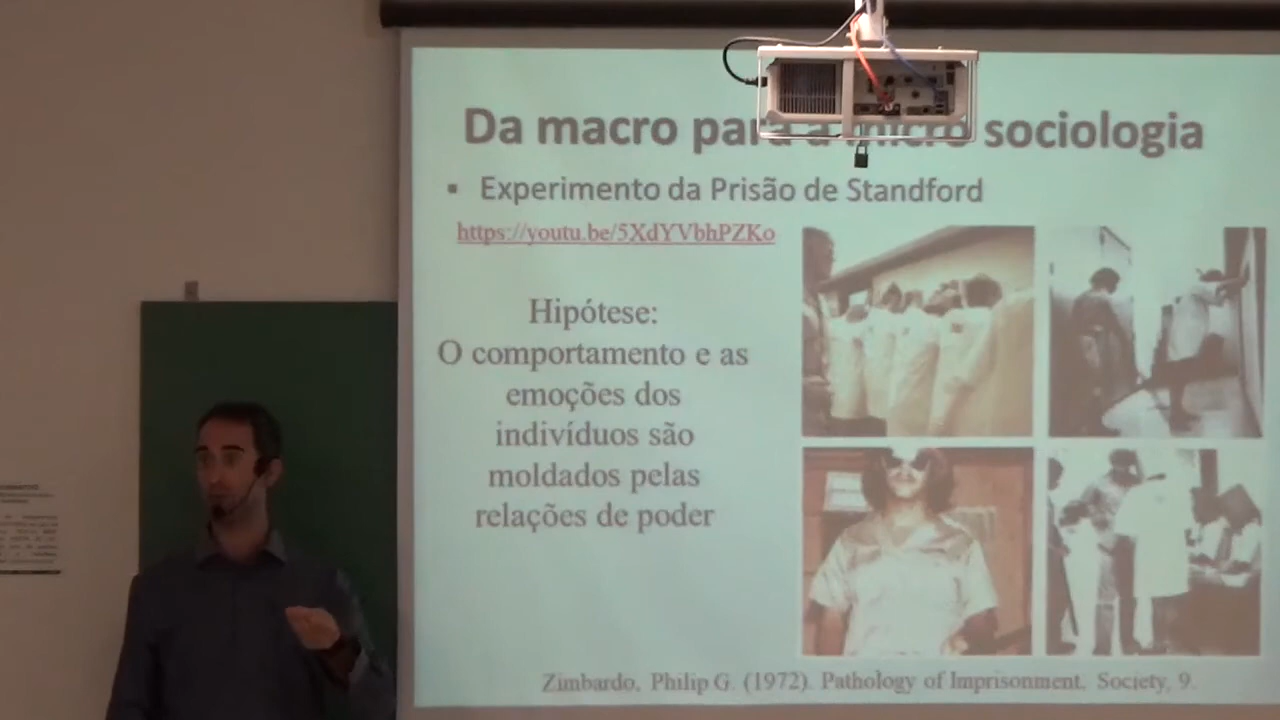 Da macro para a micro sociologia
▪ Experimento da Prisão de Standford
https://youtu.be/5XdYVbhPZKo
Hipótese:
O comportamento e as
emoções dos
indivíduos são
moldados pelas
relações de poder
Zimbardo, Philip G. (1972). Pathology of Imprisonment. Society, 9.